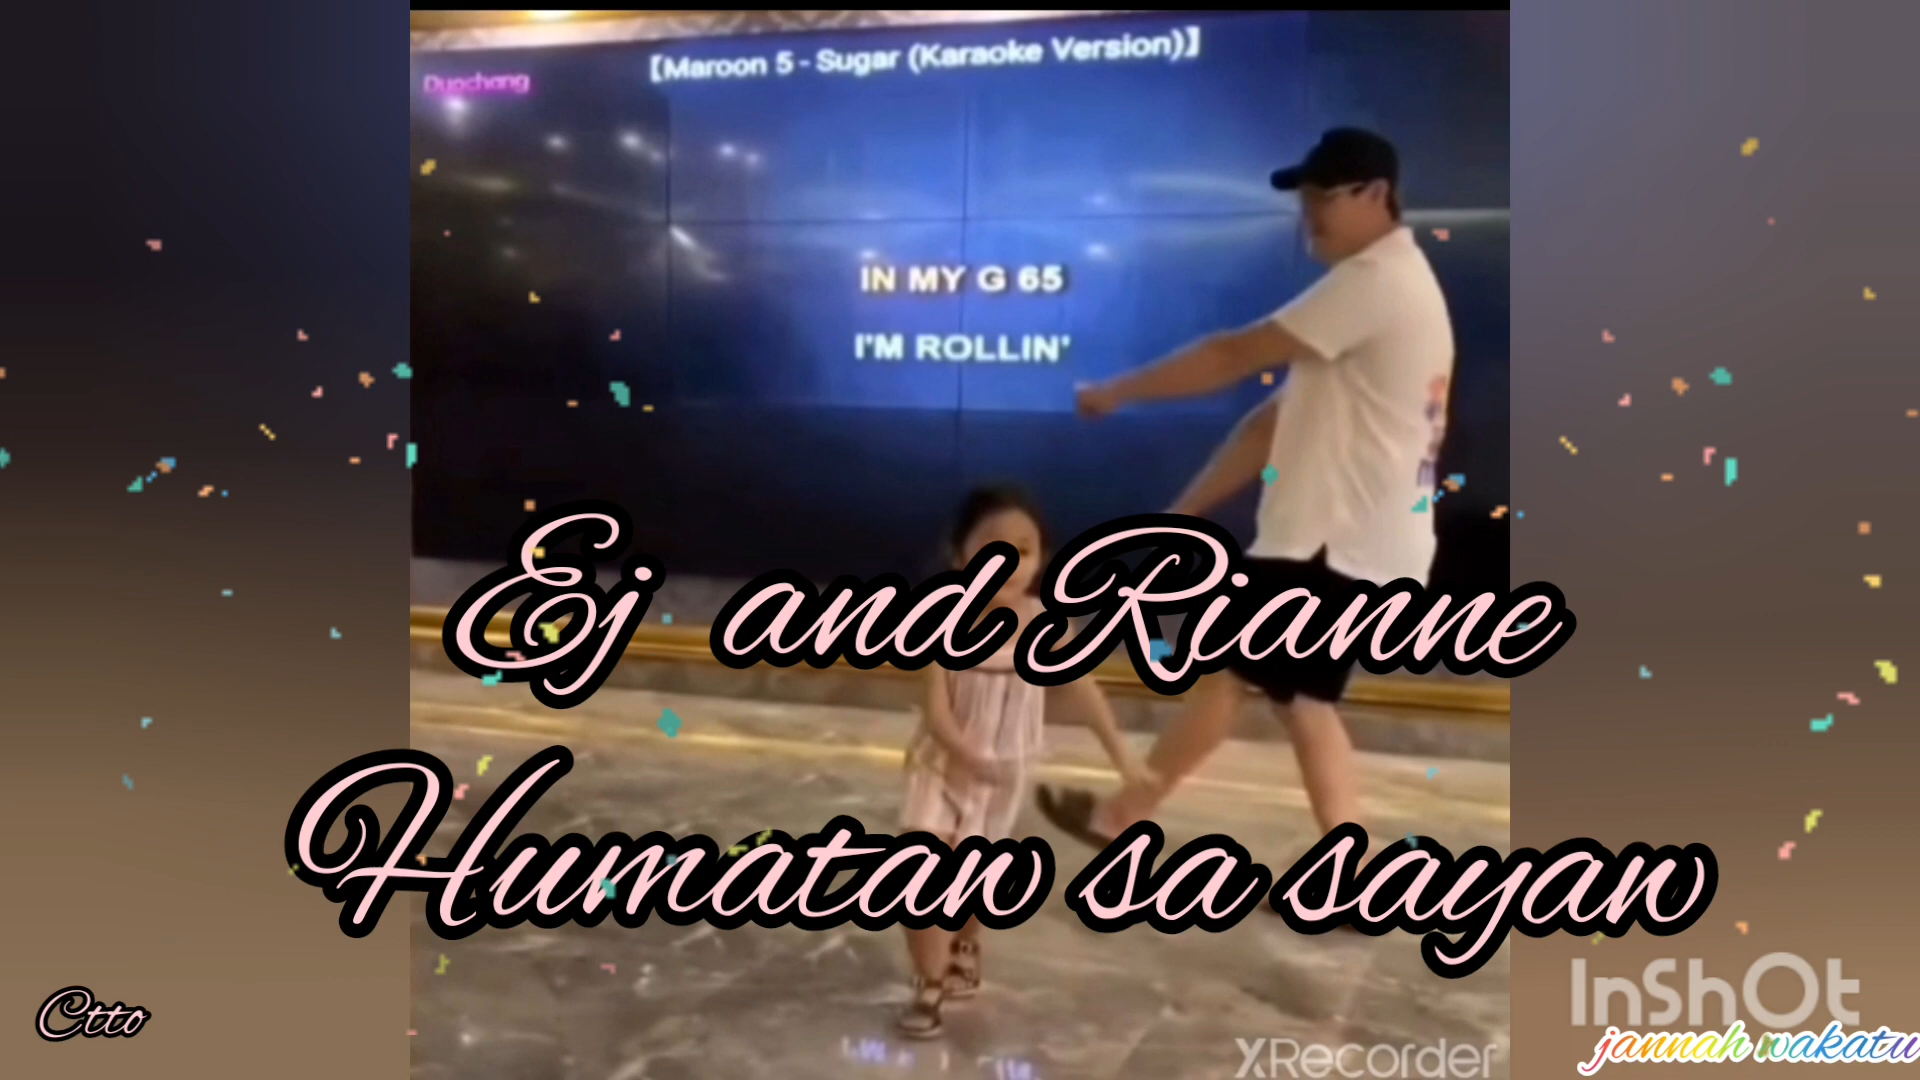 【Maroon 5 - Sugar (Karaoke Version)】
Duochang
IN MY G 65
I'M ROLLIN'
Ej and Rianne
Humataw sa sayaw
Ctto
InShOt
jannah wakatu
XRecorder